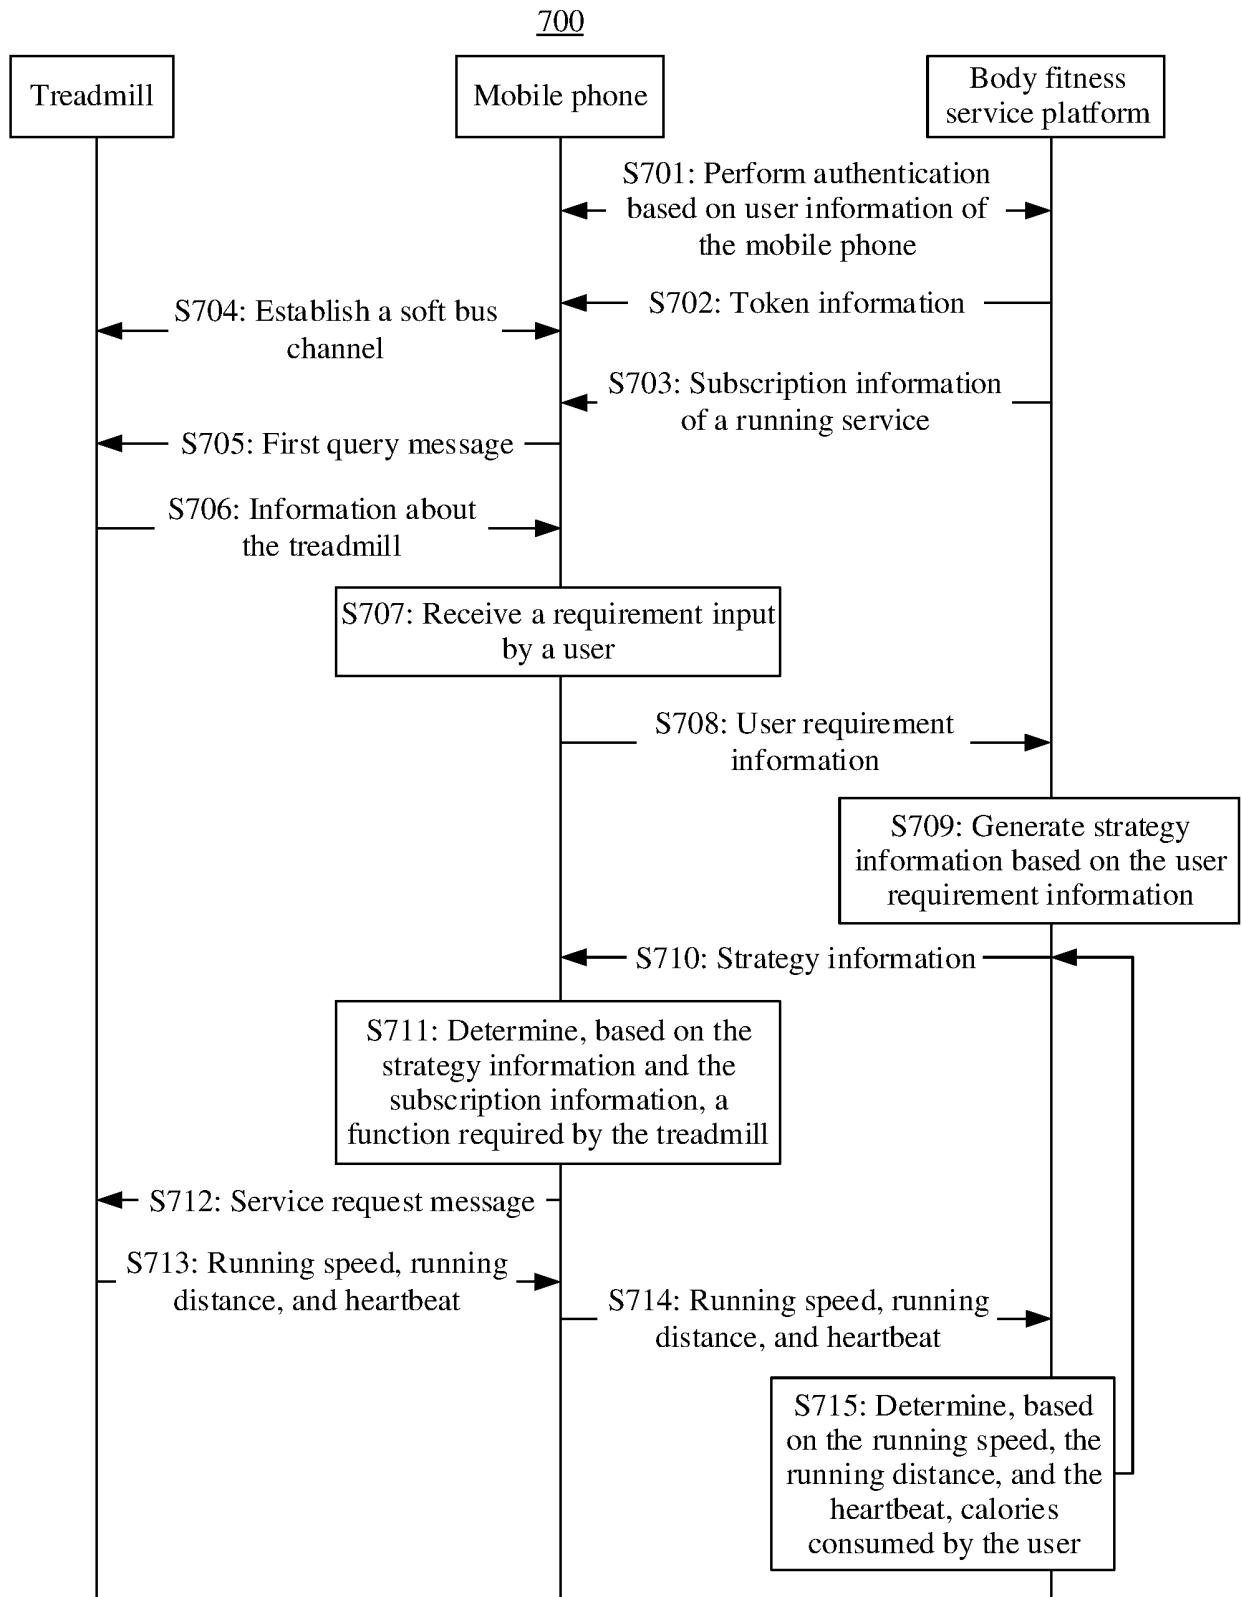 700
Treadmill
Mobile phone
Body fitness
service platform
S701: Perform authentication
based on user information of
the mobile phone
S702: Token information
S704: Establish a soft bus
channel
S703: Subscription information
of a running service
S705: First query message
S706: Information about
the treadmill
S707: Receive a requirement input
by a user
S708: User requirement
information
S709: Generate strategy
information based on the user
requirement information
S710: Strategy information
S711: Determine, based on the
strategy information and the
subscription information, a
function required by the treadmill
S712: Service request message
S713: Running speed, running
distance, and heartbeat
S714: Running speed, running
distance, and heartbeat
S715: Determine, based
on the running speed, the
running distance, and the
heartbeat, calories
consumed by the user